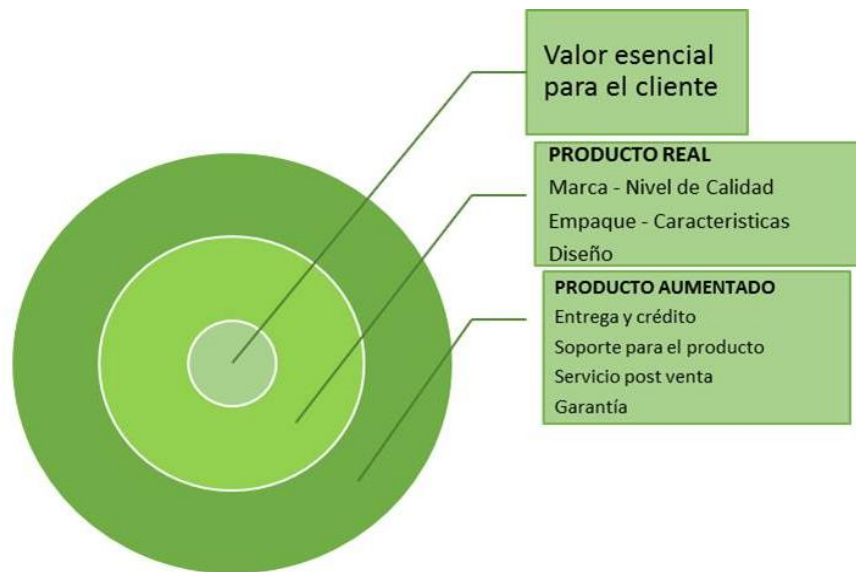 Valor esencial
para el cliente
PRODUCTO REAL
Marca - Nivel de Calidad
Empaque - Caracteristicas
Diseño
PRODUCTO AUMENTADO
Entrega y crédito
Soporte para el producto
Servicio post venta
Garantía